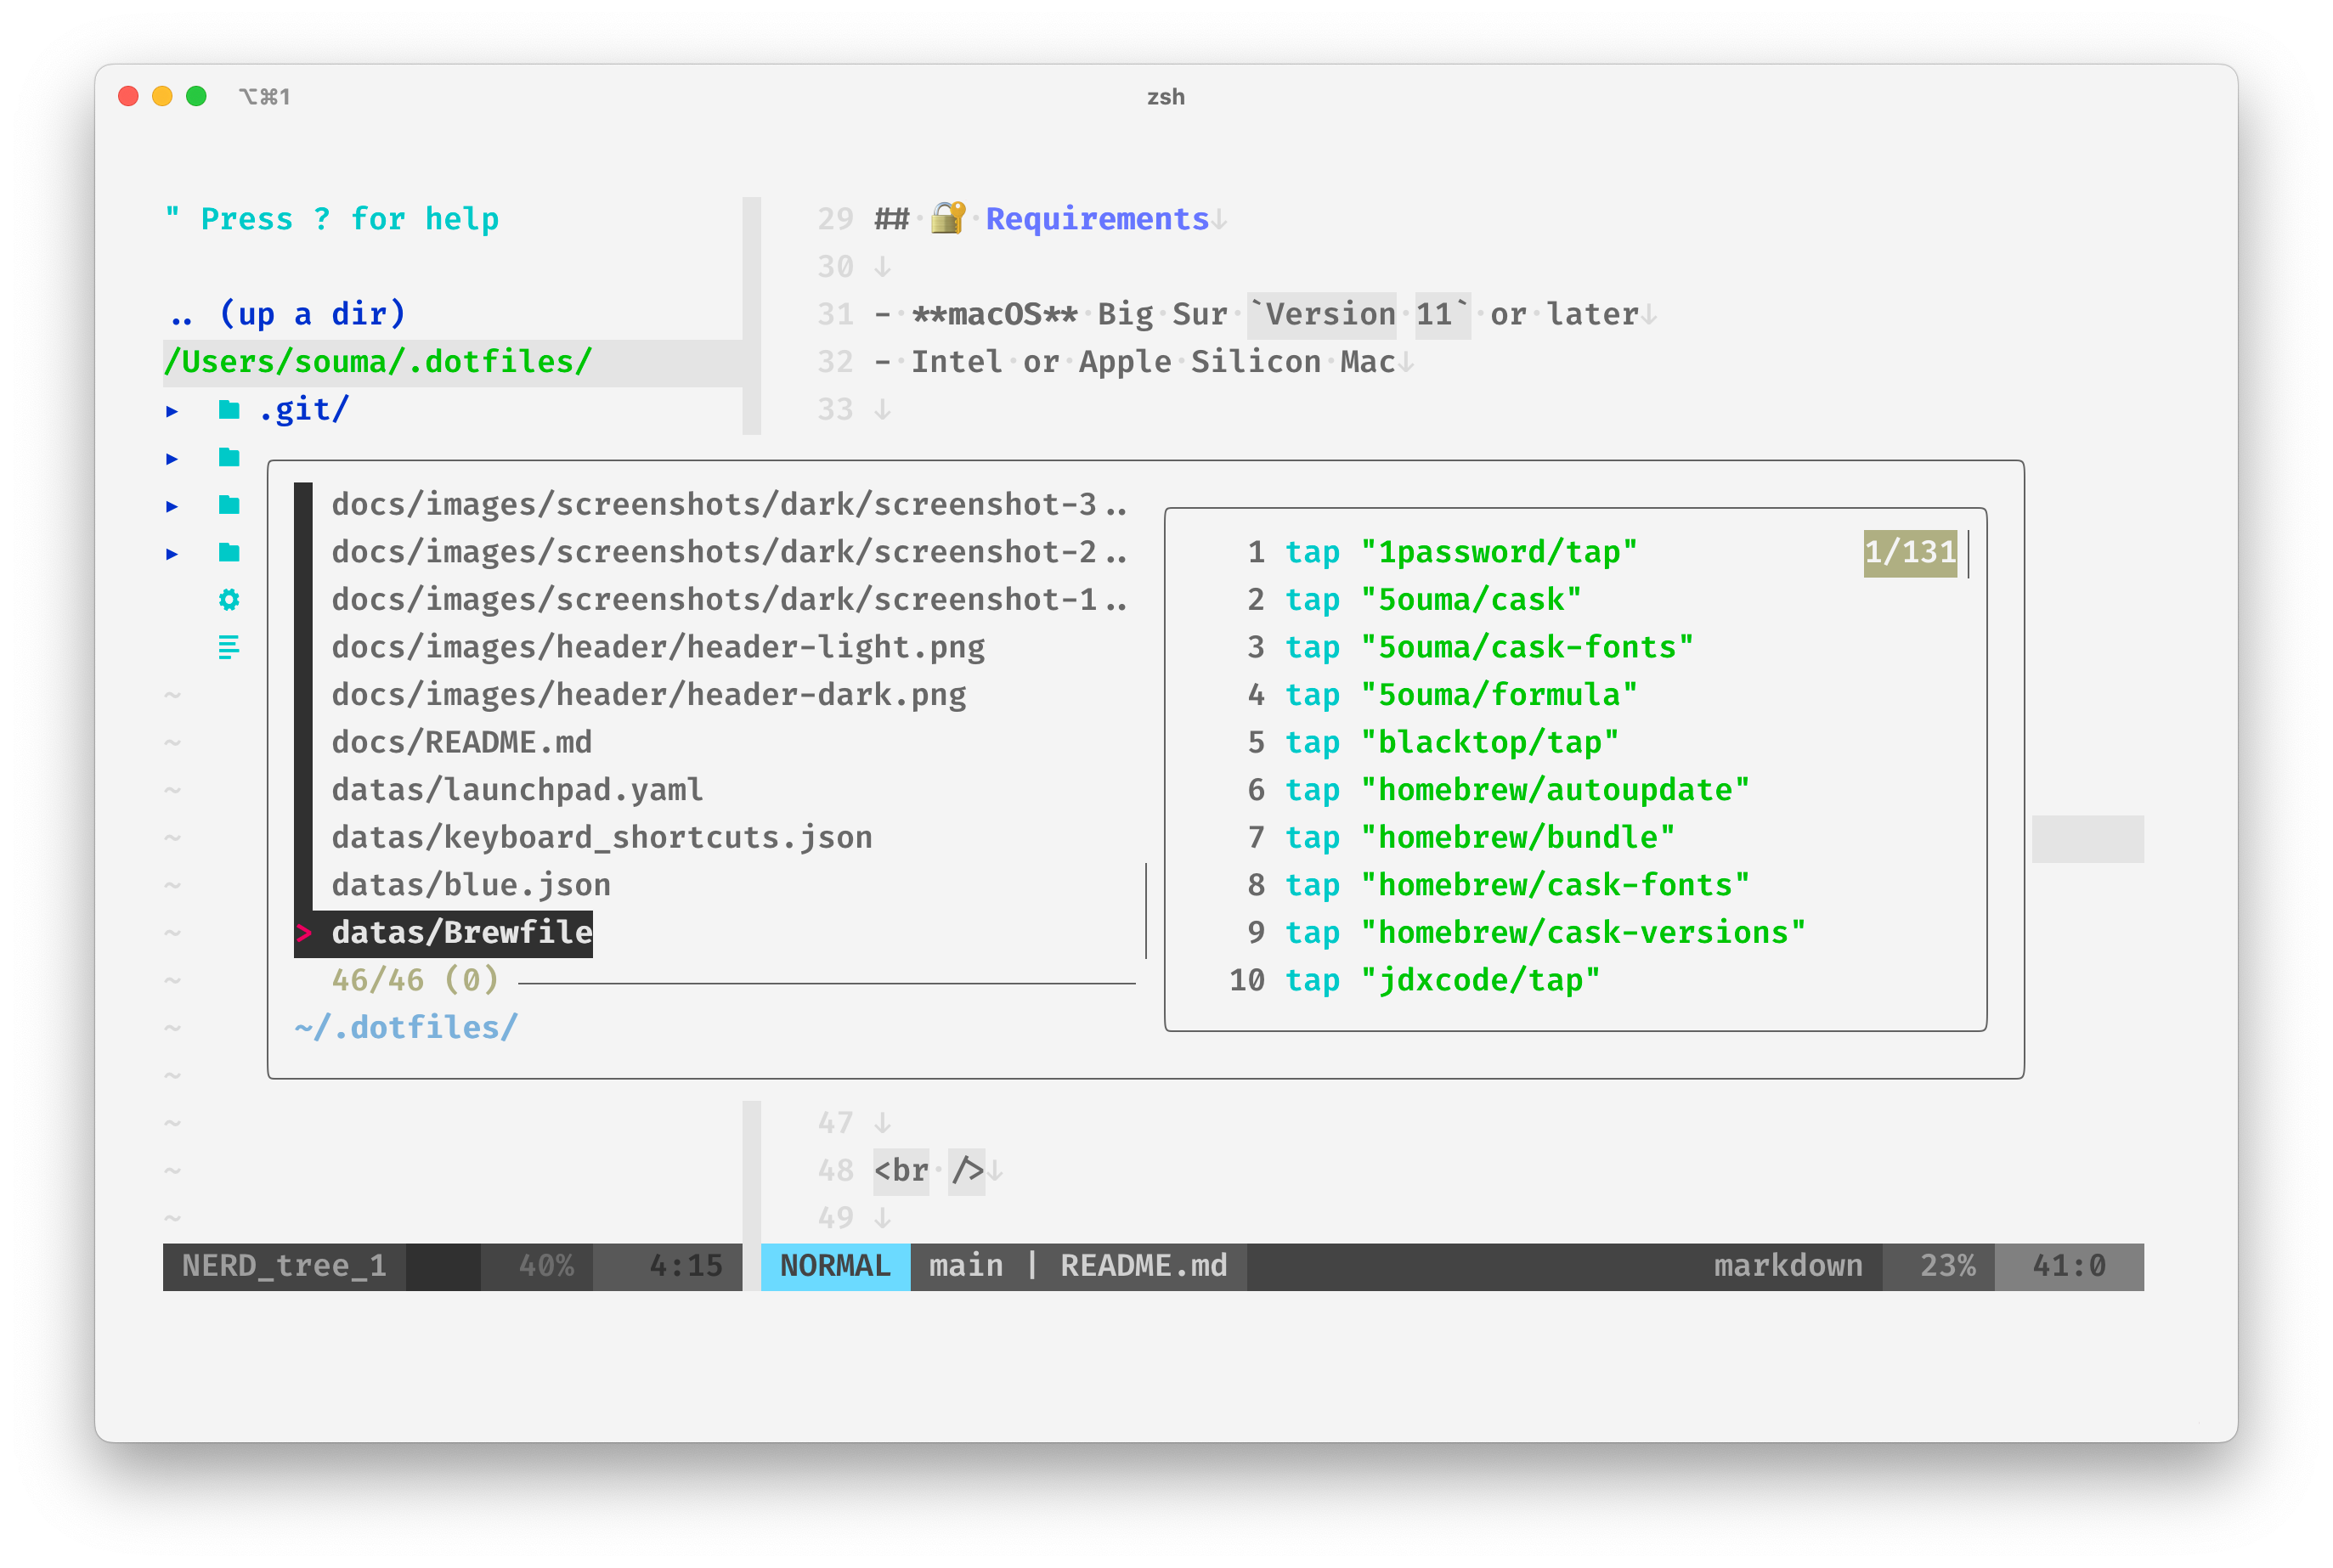 ⌥⌘1
zsh
" Press ? for help
.. (up a dir)
/Users/souma/.dotfiles/
▸ .git/
29 ## 🔐 Requirements↓
30 ↓
31 - **macOS** Big Sur `Version 11` or later↓
32 - Intel or Apple Silicon Mac↓
33 ↓
▸
▸
▸
docs/images/screenshots/dark/screenshot-3..
docs/images/screenshots/dark/screenshot-2..
docs/images/screenshots/dark/screenshot-1..
docs/images/header/header-light.png
docs/images/header/header-dark.png
docs/README.md
datas/launchpad.yaml
datas/keyboard_shortcuts.json
datas/blue.json
> datas/Brewfile
46/46 (0)
~/.dotfiles/
1 tap "1password/tap" 1/131
2 tap "5ouma/cask"
3 tap "5ouma/cask-fonts"
4 tap "5ouma/formula"
5 tap "blacktop/tap"
6 tap "homebrew/autoupdate"
7 tap "homebrew/bundle"
8 tap "homebrew/cask-fonts"
9 tap "homebrew/cask-versions"
10 tap "jdxcode/tap"
~
~
~
~
~
~
~
~
~
~
~
~
47 ↓
48 <br />↓
49 ↓
NERD_tree_1 40% 4:15
NORMAL main | README.md markdown 23% 41:0